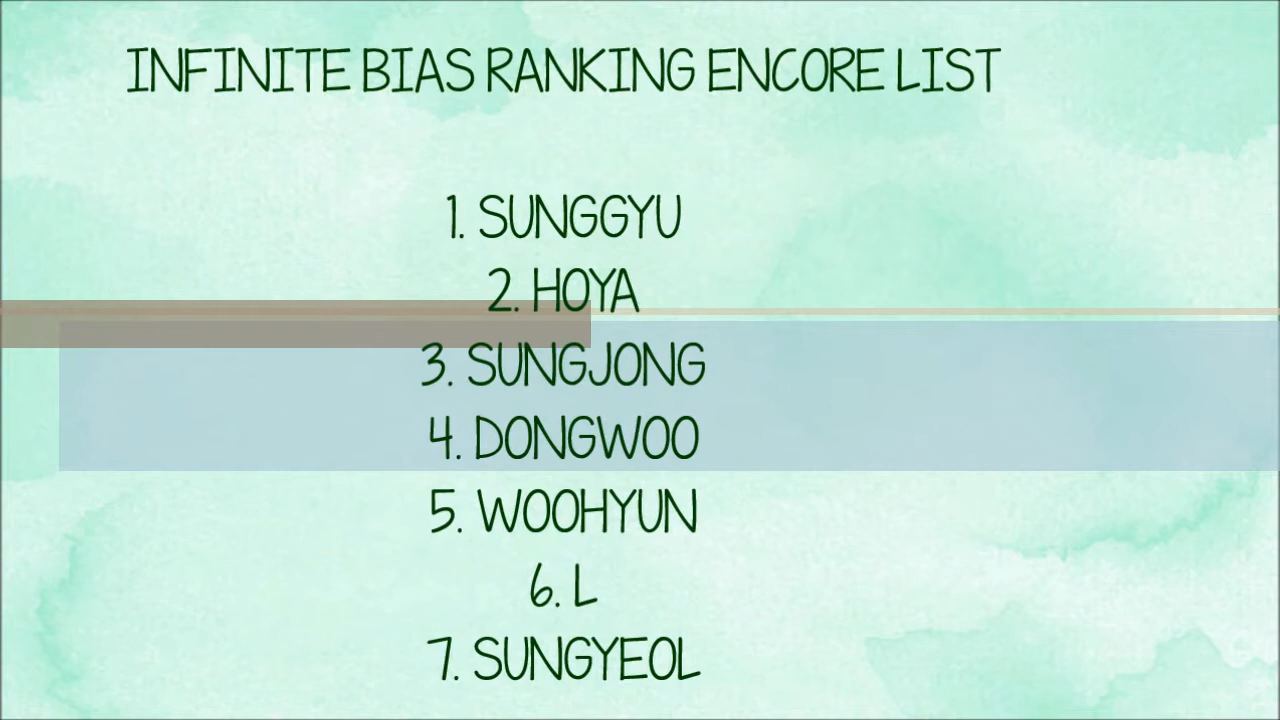 INFINITE BIAS RANKING ENCORE LIST
1. SUNGGYU
2. HOYA
3. SUNGJONG
4. DONGWOO
5. WOOHYUN
6. L
7. SUNGYEOL